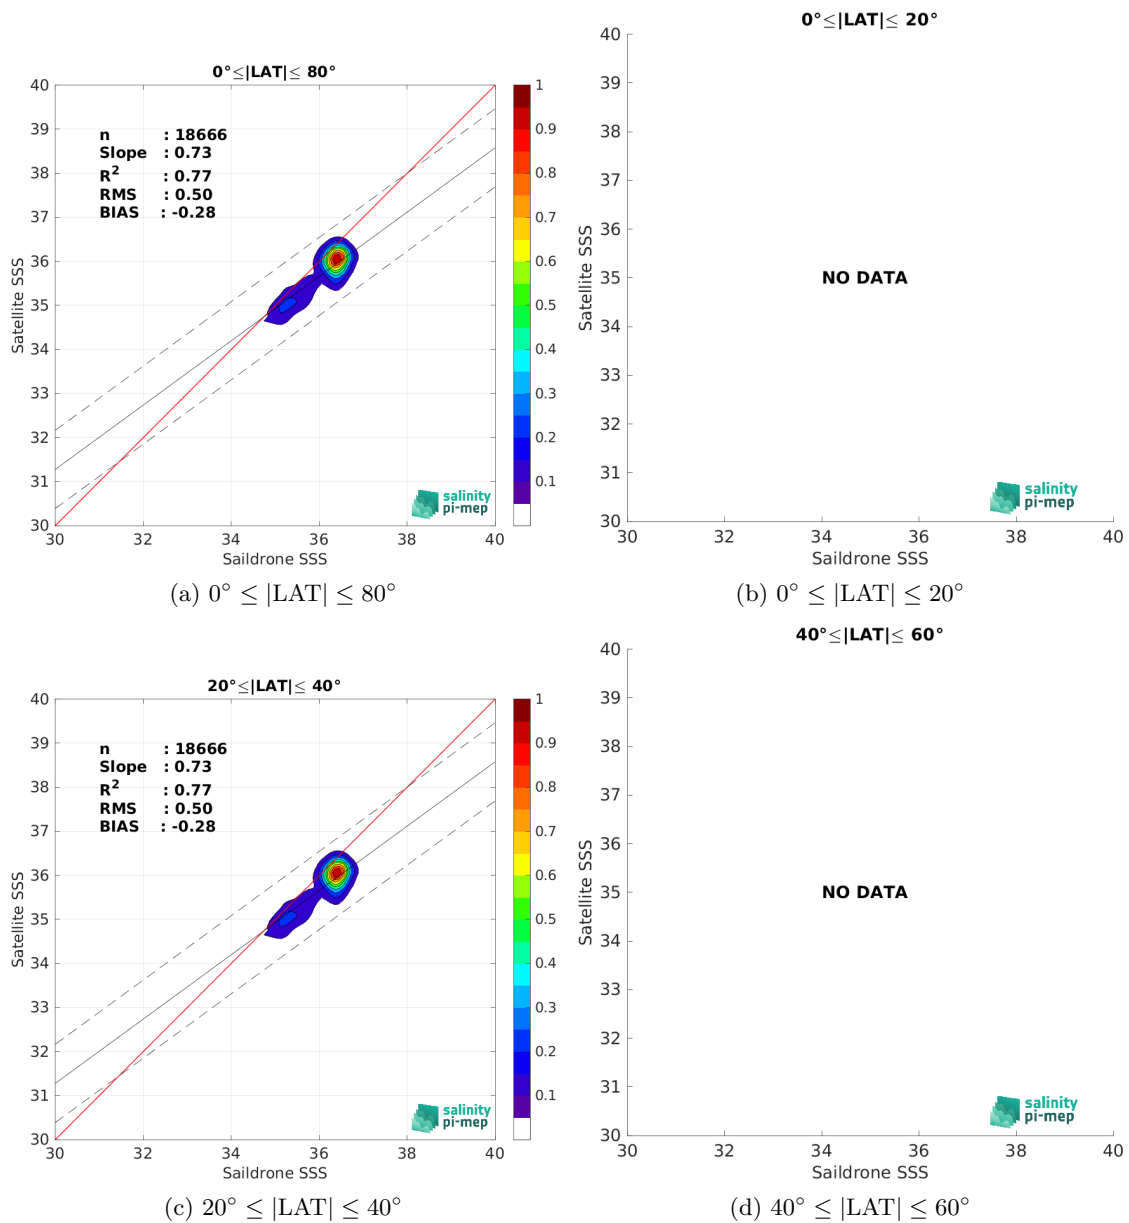 0°≤|LAT|≤ 80°
40
39
38
37
36
35
34
33
32
31
30
Satellite SSS
n : 18666
Slope : 0.73
R² : 0.77
RMS : 0.50
BIAS : -0.28
salinity
pi-mep
30 32 34 36 38 40
Saildrone SSS
1
0.9
0.8
0.7
0.6
0.5
0.4
0.3
0.2
0.1
(a) 0° ≤ |LAT| ≤ 80°
0°≤|LAT|≤ 20°
40
39
38
37
36
35
34
33
32
31
30
Satellite SSS
NO DATA
salinity
pi-mep
30 32 34 36 38 40
Saildrone SSS
(b) 0° ≤ |LAT| ≤ 20°
20°≤|LAT|≤ 40°
40
39
38
37
36
35
34
33
32
31
30
Satellite SSS
n : 18666
Slope : 0.73
R² : 0.77
RMS : 0.50
BIAS : -0.28
salinity
pi-mep
30 32 34 36 38 40
Saildrone SSS
1
0.9
0.8
0.7
0.6
0.5
0.4
0.3
0.2
0.1
(c) 20° ≤ |LAT| ≤ 40°
40°≤|LAT|≤ 60°
40
39
38
37
36
35
34
33
32
31
30
Satellite SSS
NO DATA
salinity
pi-mep
30 32 34 36 38 40
Saildrone SSS
(d) 40° ≤ |LAT| ≤ 60°